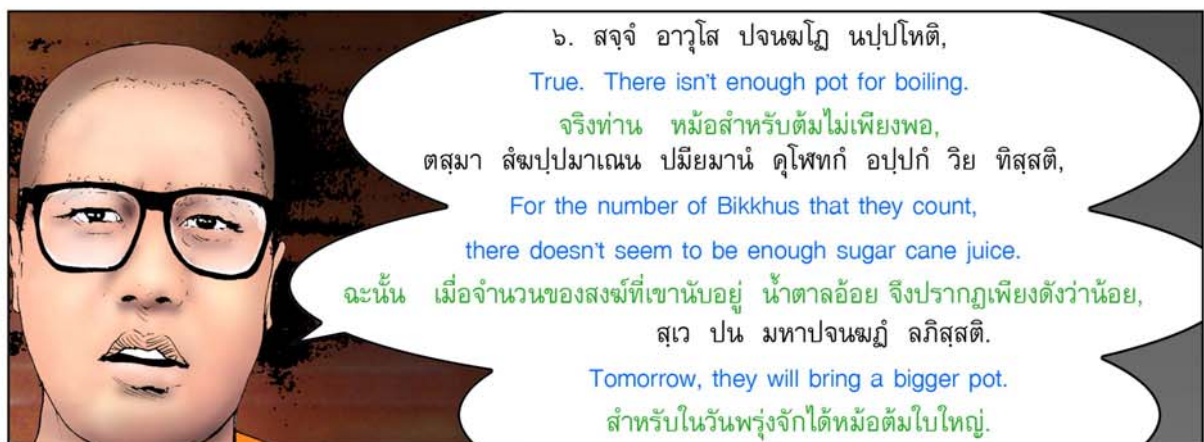 ๖. สจฺจํ อาวุโส ปจนฆโฏ นปฺปโหติ,
True. There isn't enough pot for boiling.
จริงท่าน หม้อสำหรับต้มไม่เพียงพอ,
ตสฺมา สํฆปฺปมาเณน ปมียมานํ คุโฬทกํ อปฺปกํ วิย ทิสฺสติ,
For the number of Bikkhus that they count,
there doesn't seem to be enough sugar cane juice.
ฉะนั้น เมื่อจำนวนของสงฆ์ที่เขานับอยู่ น้ำตาลอ้อย จึงปรากฏเพียงดังว่าน้อย,
สฺเว ปน มหาปจนฆฏํ ลภิสฺสติ.
Tomorrow, they will bring a bigger pot.
สำหรับในวันพรุ่งจักได้หม้อต้มใบใหญ่.